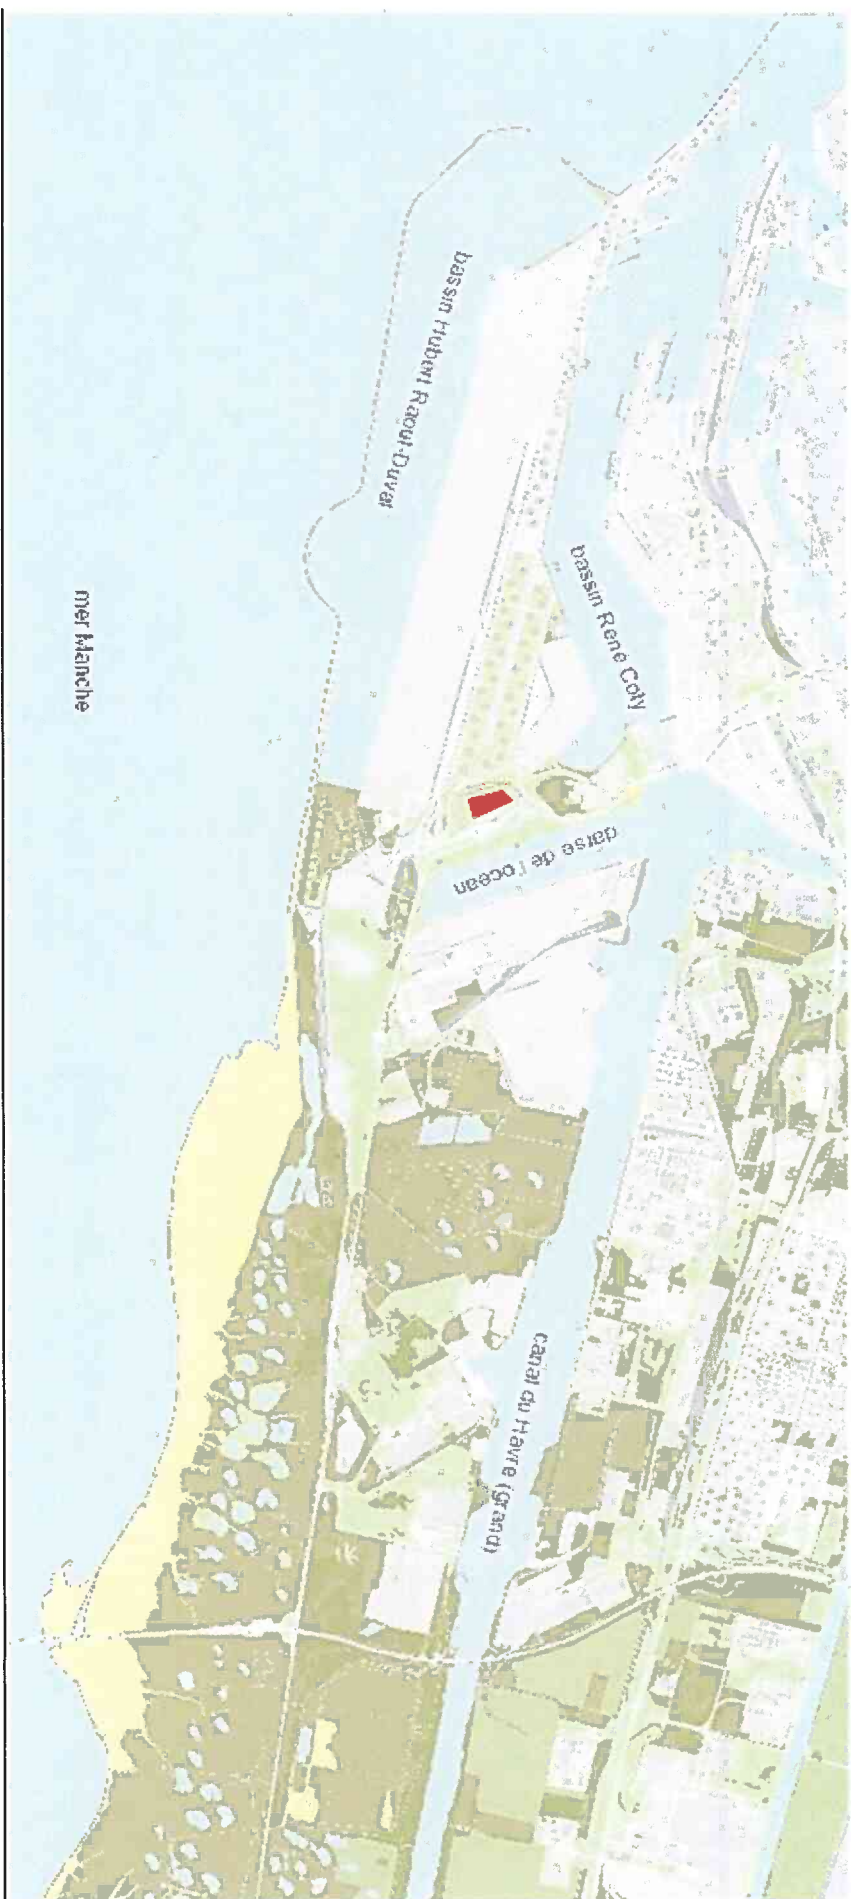 bassin Hubert Raoul-Duval
bassin René Coty
mer Manche
darse de l'océan
canal du Havre (grand)